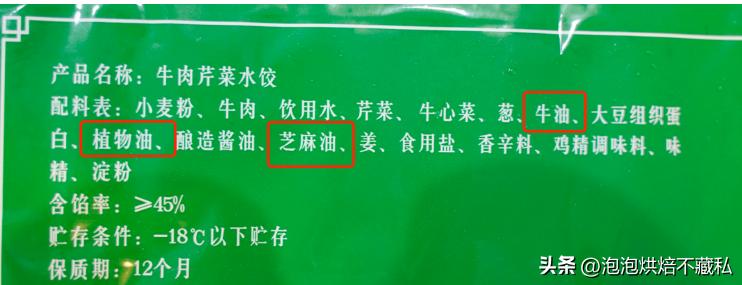 产品名称：牛肉芹菜水饺
配料表：小麦粉、牛肉、饮用水、芹菜、牛心菜、葱、牛油、大豆组织蛋
白、植物油、酿造酱油、芝麻油、姜、食用盐、香辛料、鸡精调味料、味
精、淀粉
含馅率：≥45%
贮存条件：-18℃以下贮存
保质期：12个月
头条 @泡泡烘焙不藏私